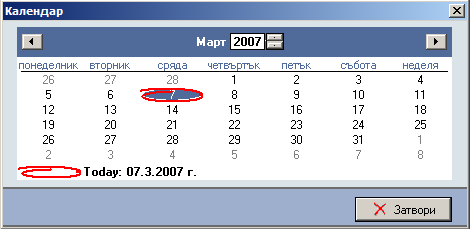 Календар
Март 2007
понеделник вторник сряда четвъртък петък събота неделя
26 27 28 1 2 3 4
5 6 7 8 9 10 11
12 13 14 15 16 17 18
19 20 21 22 23 24 25
26 27 28 29 30 31 1
2 3 4 5 6 7 8
Today: 07.3.2007 г.
Затвори